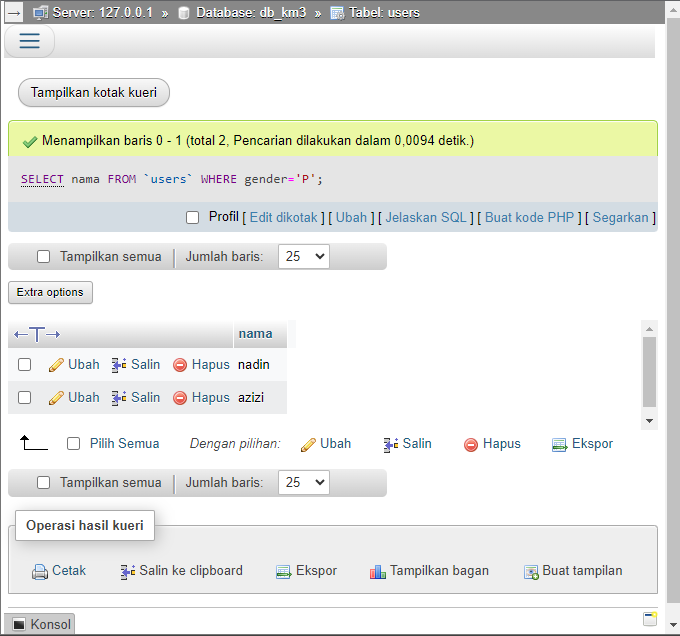 Server: 127.0.0.1 » Database: db_km3 » Tabel: users
Tampilkan kotak kueri
Menampilkan baris 0 - 1 (total 2, Pencarian dilakukan dalam 0,0094 detik.)
SELECT nama FROM `users` WHERE gender='P';
Profil [ Edit dikotak ] [ Ubah ] [ Jelaskan SQL ] [ Buat kode PHP ] [ Segarkan ]
Tampilkan semua Jumlah baris: 25
Extra options
←T→ nama
Ubah Salin Hapus nadin
Ubah Salin Hapus azizi
Pilih Semua Dengan pilihan: Ubah Salin Hapus Ekspor
Tampilkan semua Jumlah baris: 25
Operasi hasil kueri
Cetak Salin ke clipboard Ekspor Tampilkan bagan Buat tampilan
Konsol